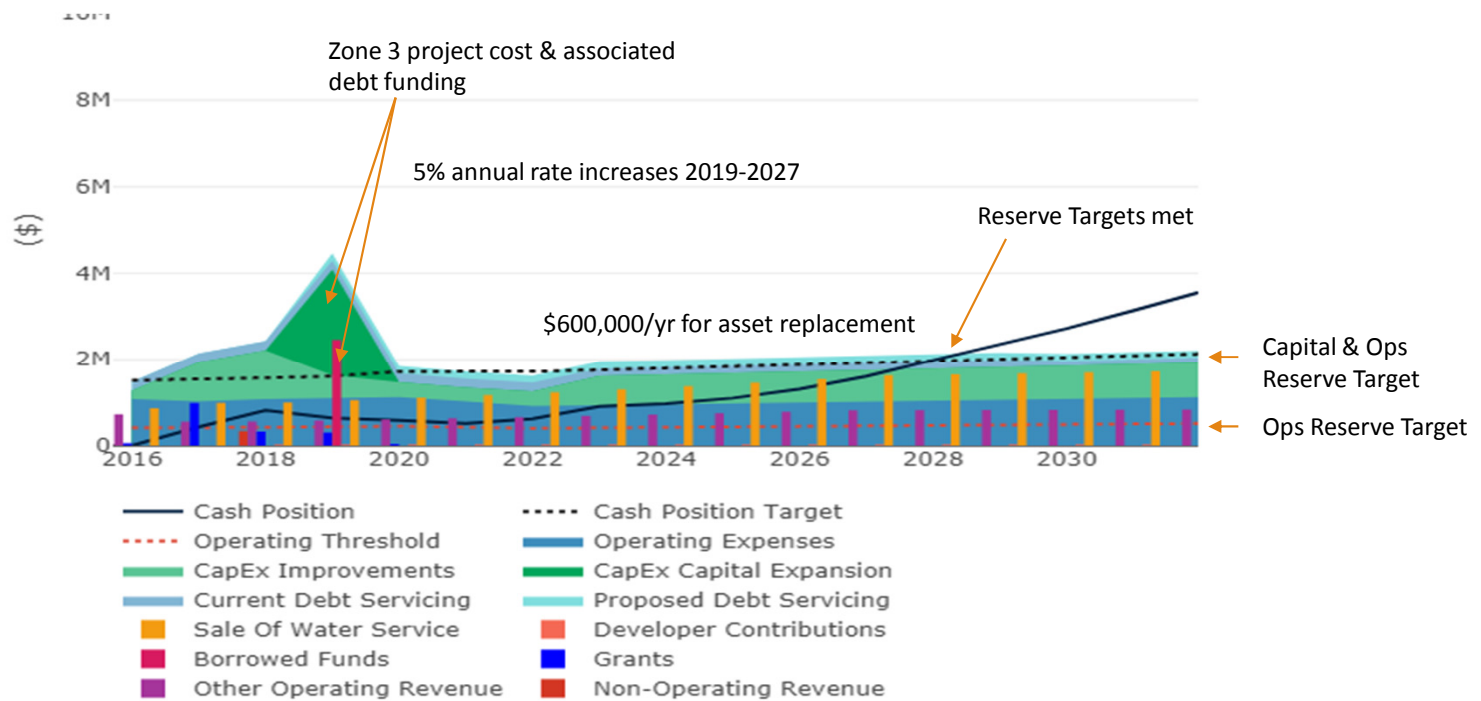 10M
Zone 3 project cost & associated
debt funding
8M
5% annual rate increases 2019-2027
6M
Reserve Targets met
($)
4M
$600,000/yr for asset replacement
2M
Capital & Ops
Reserve Target
Ops Reserve Target
0
2016 2018 2020 2022 2024 2026 2028 2030
Cash Position Cash Position Target
Operating Threshold Operating Expenses
CapEx Improvements CapEx Capital Expansion
Current Debt Servicing Proposed Debt Servicing
Sale Of Water Service Developer Contributions
Borrowed Funds Grants
Other Operating Revenue Non-Operating Revenue